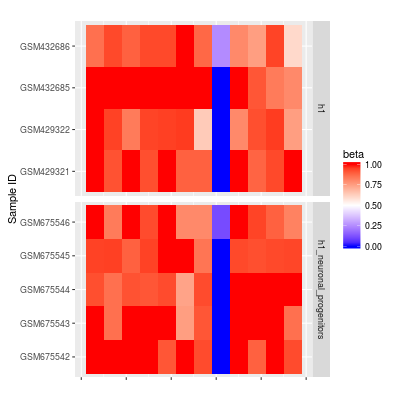 GSM432686
GSM432685
GSM429322
GSM429321
h1
GSM675546
GSM675545
GSM675544
GSM675543
GSM675542
h1_neuronal_progenitors
Sample ID
beta
1.00
0.75
0.50
0.25
0.00